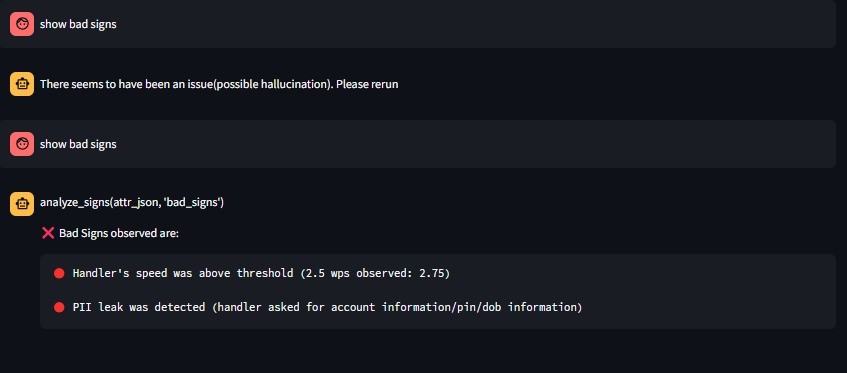 show bad signs
There seems to have been an issue(possible hallucination). Please rerun
show bad signs
analyze_signs(attr_json, 'bad_signs')
❌ Bad Signs observed are:
🔴 Handler's speed was above threshold (2.5 wps observed: 2.75)
🔴 PII leak was detected (handler asked for account information/pin/dob information)